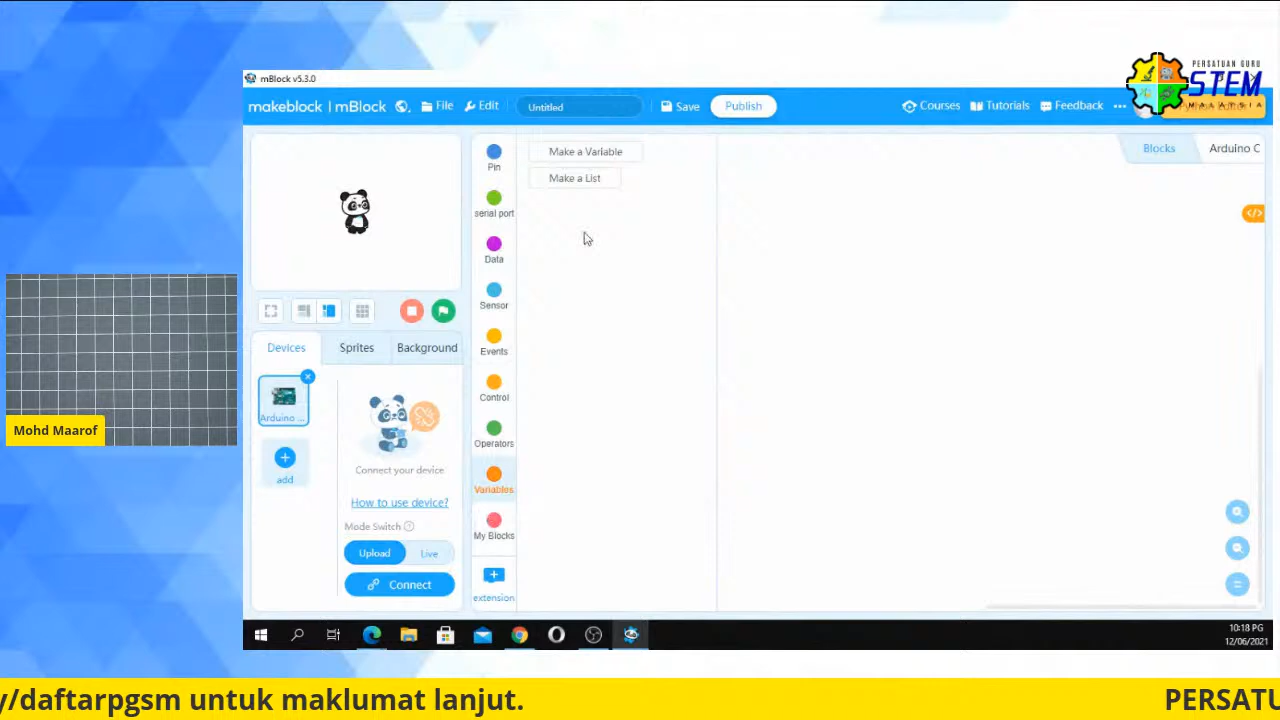 PERSATUAN GURU
STEM
MALAYSIA
mBlock v5.3.0
makeblock | mBlock
File
Edit
Untitled
Save
Publish
Courses
Tutorials
Feedback
Pin
serial port
Data
Sensor
Events
Control
Operators
Variables
My Blocks
extension
Make a Variable
Make a List
Blocks
Arduino C
Devices
Sprites
Background
Arduino ...
add
Connect your device
How to use device?
Mode Switch
Upload
Live
Connect
Mohd Maarof
10:18 PG
12/06/2021
y/daftarpgsm untuk maklumat lanjut.
PERSATU